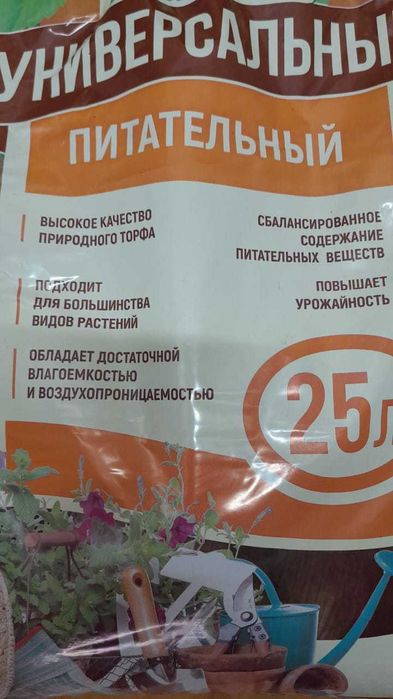 УНИВЕРСАЛЬНЫ
ПИТАТЕЛЬНЫЙ
ВЫСОКОЕ КАЧЕСТВО
ПРИРОДНОГО ТОРФА
ПОДХОДИТ
ДЛЯ БОЛЬШИНСТВА
ВИДОВ РАСТЕНИЙ
ОБЛАДАЕТ ДОСТАТОЧНОЙ
ВЛАГОЕМКОСТЬЮ
И ВОЗДУХОПРОНИЦАЕМОСТЬЮ
СБАЛАНСИРОВАННОЕ
СОДЕРЖАНИЕ
ПИТАТЕЛЬНЫХ ВЕЩЕСТВ
ПОВЫШАЕТ
УРОЖАЙНОСТЬ
25л